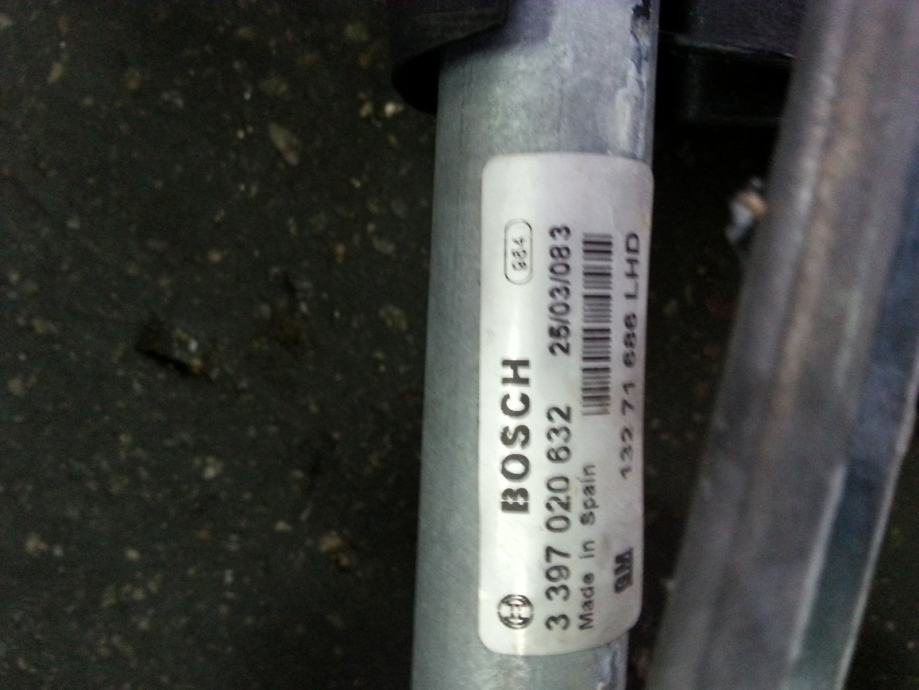 BOSCH
984
3 397 020 632
25/03/083
Made in Spain
GM
132 71 686 LHD